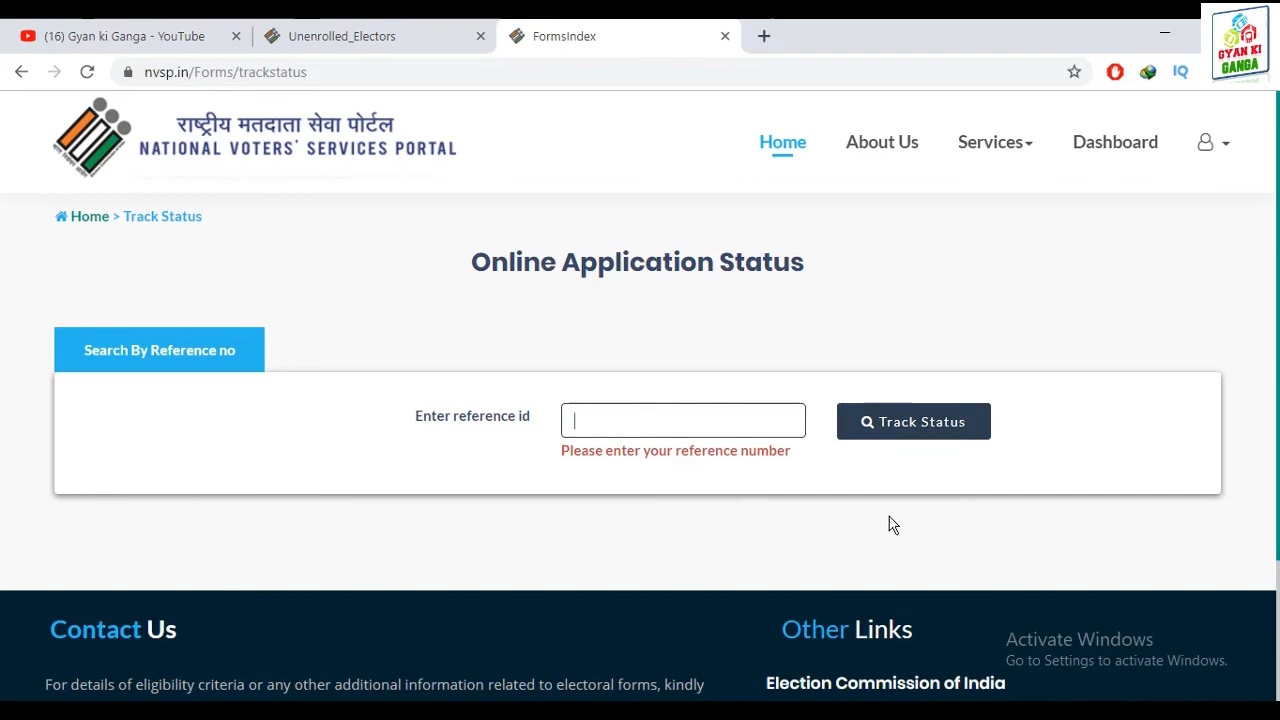 (16) Gyan ki Ganga - YouTube
Unenrolled_Electors
FormsIndex
GYAN KI
GANGA
nvsp.in/Forms/trackstatus
IQ
राष्ट्रीय मतदाता सेवा पोर्टल
NATIONAL VOTERS' SERVICES PORTAL
Home
About Us
Services
Dashboard
Home > Track Status
Online Application Status
Search By Reference no
Enter reference id
Track Status
Please enter your reference number
Contact Us
Other Links
Activate Windows
Go to Settings to activate Windows.
For details of eligibility criteria or any other additional information related to electoral forms, kindly
Election Commission of India